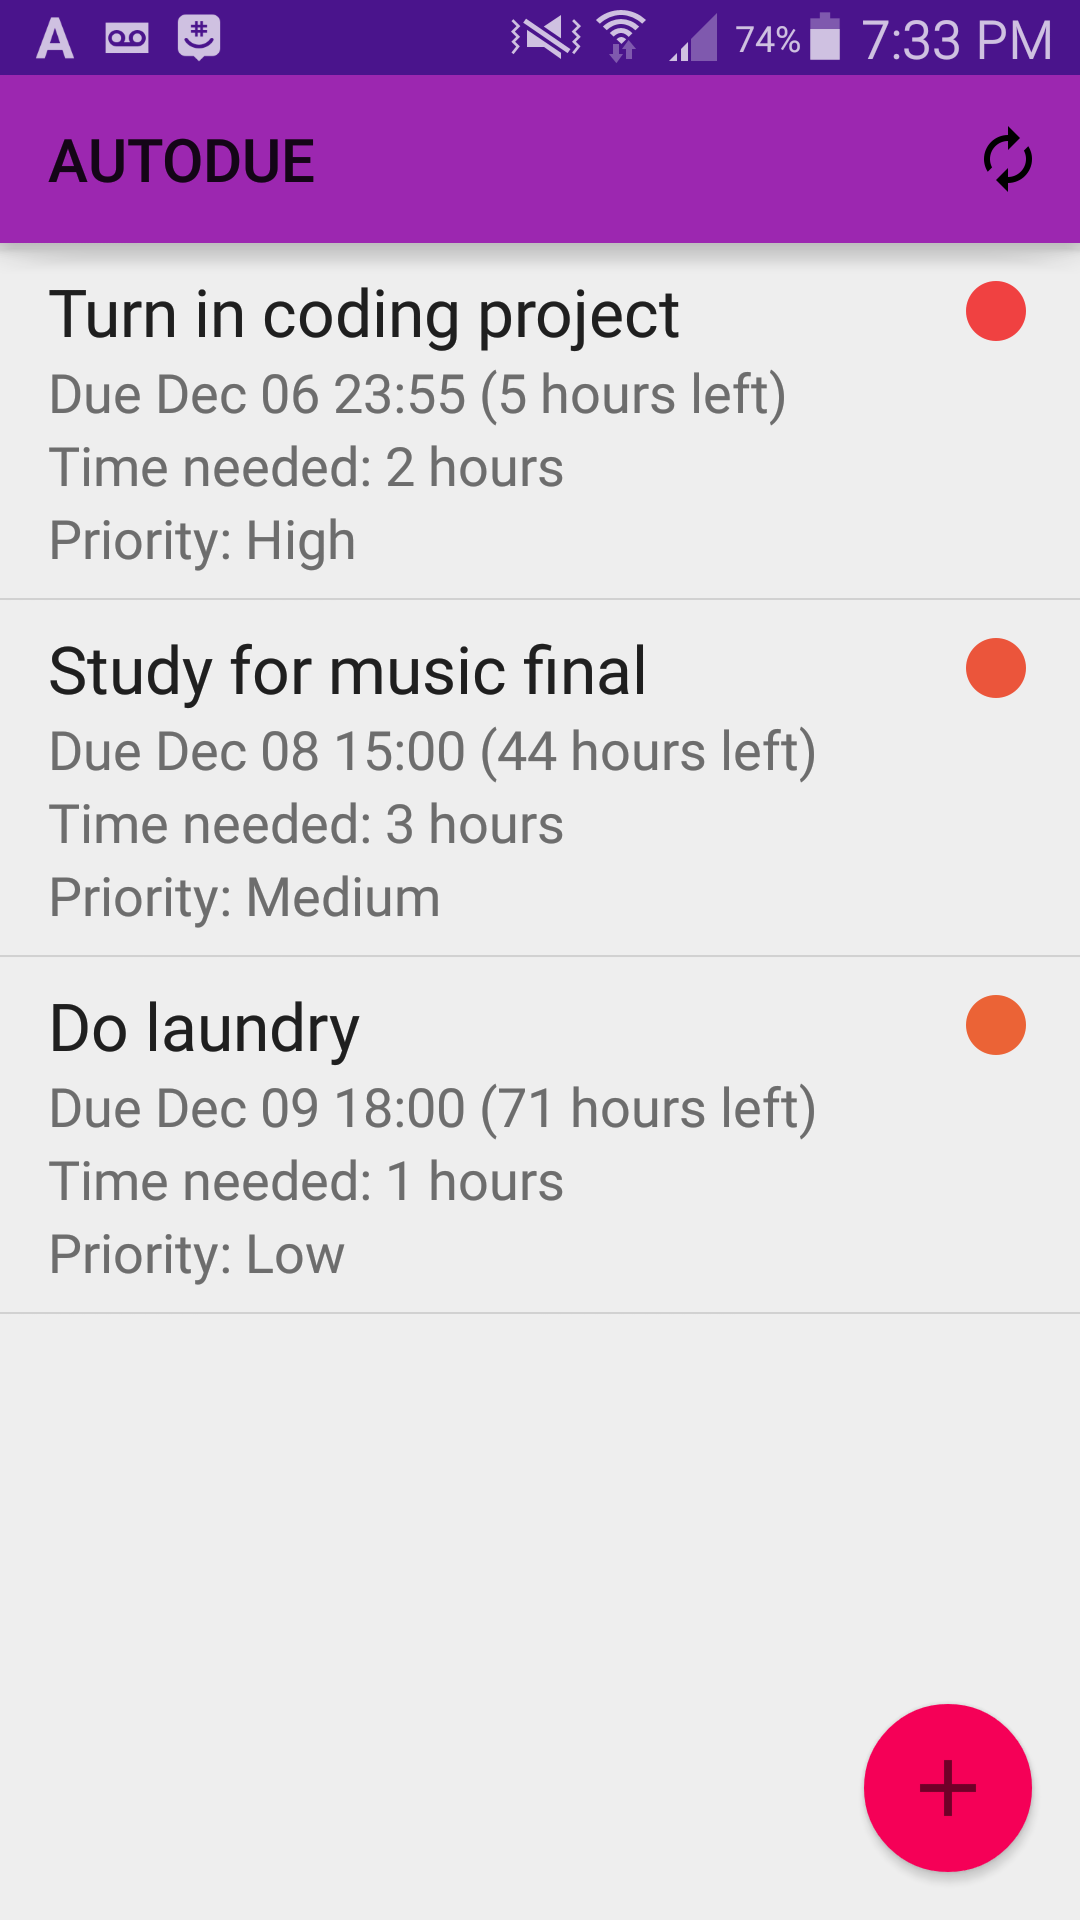 74% 7:33 PM
AUTODUE
Turn in coding project
Due Dec 06 23:55 (5 hours left)
Time needed: 2 hours
Priority: High
Study for music final
Due Dec 08 15:00 (44 hours left)
Time needed: 3 hours
Priority: Medium
Do laundry
Due Dec 09 18:00 (71 hours left)
Time needed: 1 hours
Priority: Low